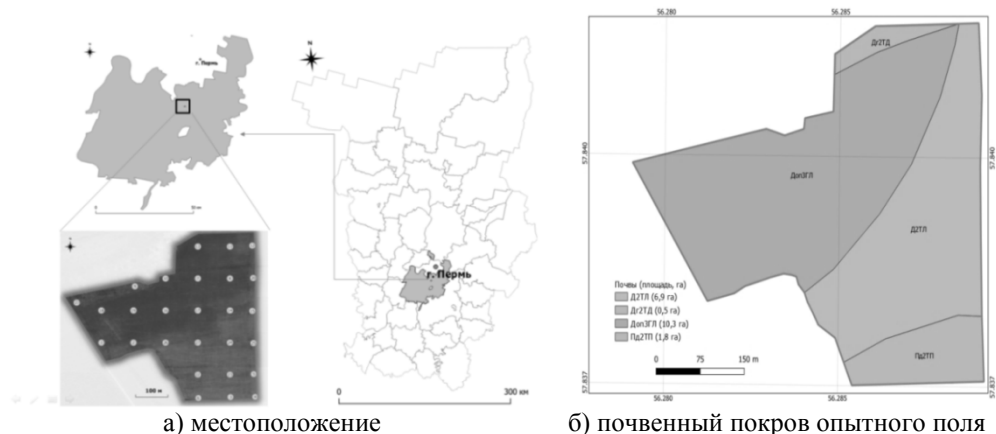 г. Пермь
N
г. Пермь
100 м
0 300 км
56.280 56.285
Дг2ТД
57.840 57.840
Доп3ГЛ
Д2ТЛ
Почвы (площадь, га)
Д2ТЛ (6,9 га)
Дг2ТД (0,5 га)
Доп3ГЛ (10,3 га)
Пд2ТП (1,8 га)
0 75 150 m
Пд2ТП
57.837 57.837
56.280 56.285
а) местоположение
б) почвенный покров опытного поля